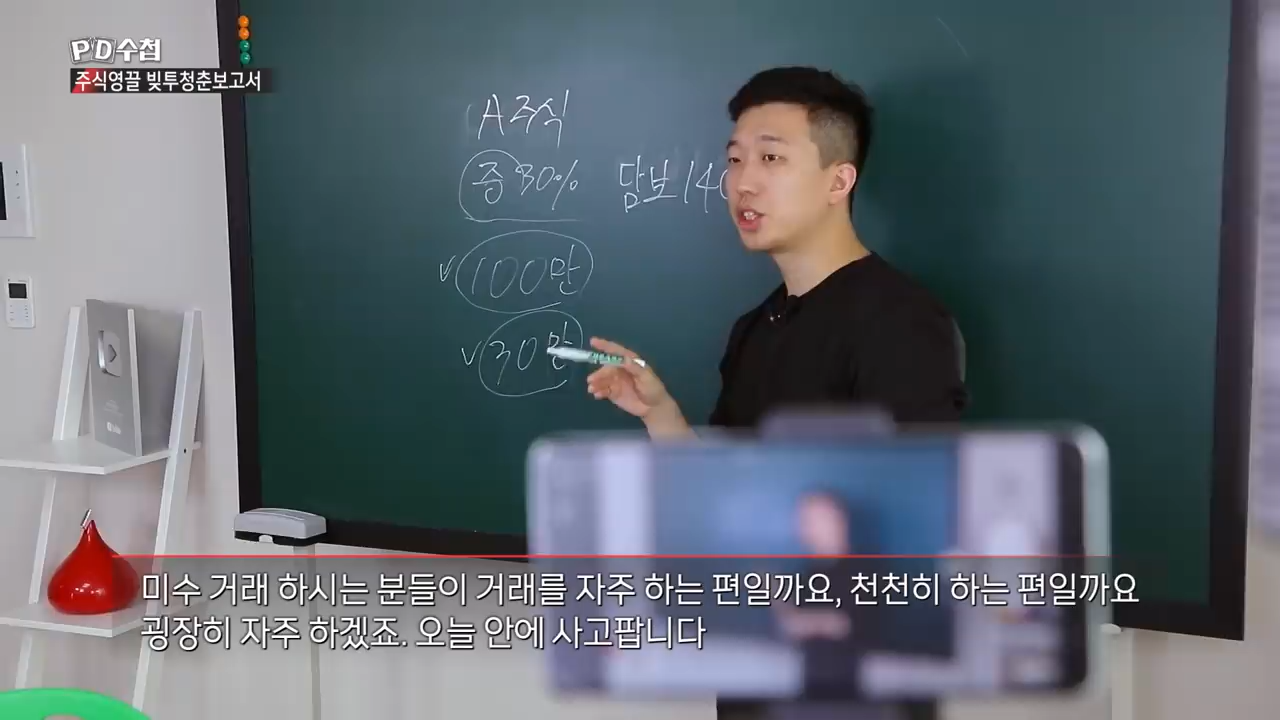 PD수첩
주식영끌 빚투청춘보고서
A주식
증30% 담보140
100만
30만
미수 거래 하시는 분들이 거래를 자주 하는 편일까요, 천천히 하는 편일까요
굉장히 자주 하겠죠. 오늘 안에 사고팝니다